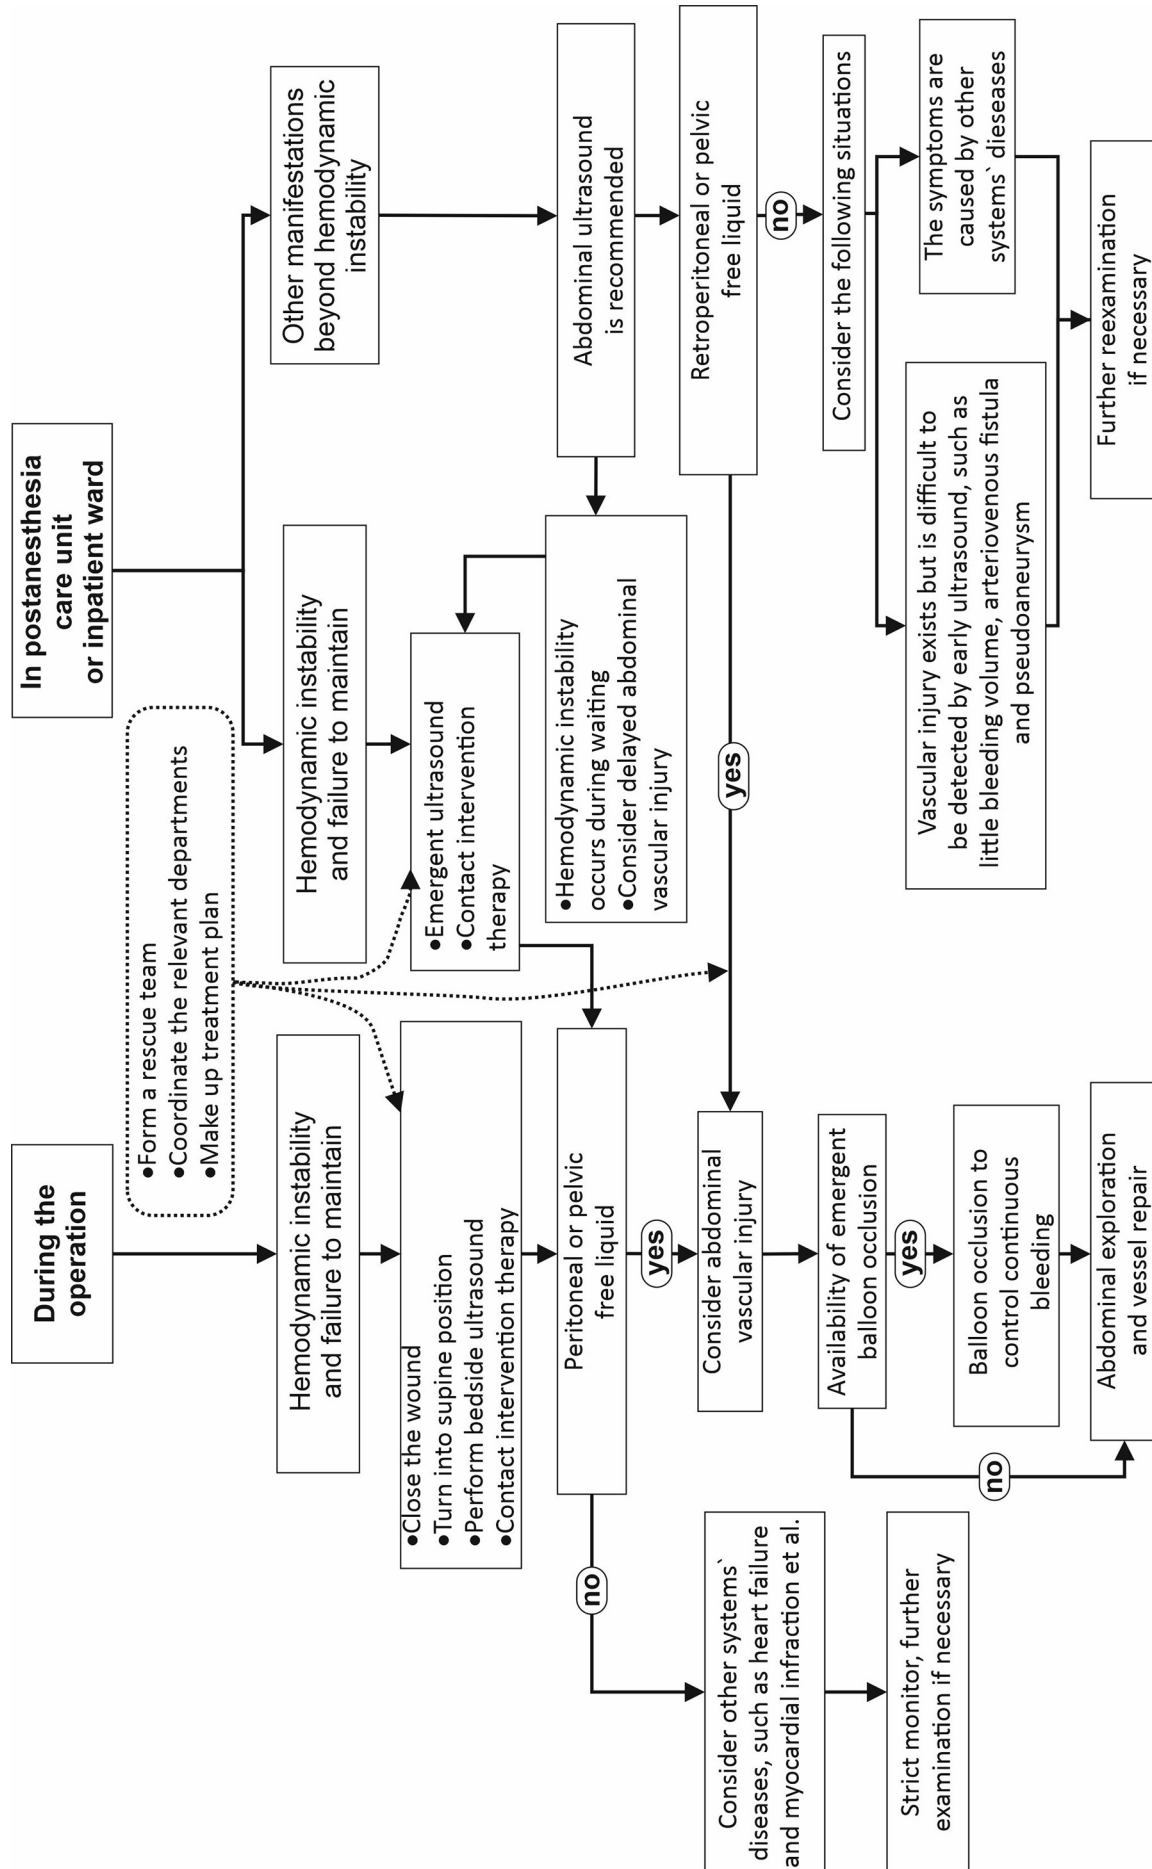 During the
operation
In postanesthesia
care unit
or inpatient ward
●Form a rescue team
●Coordinate the relevant departments
●Make up treatment plan
Hemodynamic instability
and failure to maintain
Hemodynamic instability
and failure to maintain
Other manifestations
beyond hemodynamic
instability
●Close the wound
●Turn into supine position
●Perform bedside ultrasound
●Contact intervention therapy
●Emergent ultrasound
●Contact intervention
therapy
Peritoneal or pelvic
free liquid
●Hemodynamic instability
occurs during waiting
●Consider delayed abdominal
vascular injury
Abdominal ultrasound
is recommended
no
yes
Retroperitoneal or pelvic
free liquid
yes
no
Consider other systems`
diseases, such as heart failure
and myocardial infraction et al.
Consider abdominal
vascular injury
Consider the following situations
Availability of emergent
balloon occlusion
yes
no
Strict monitor, further
examination if necessary
Balloon occlusion to
control continuous
bleeding
Vascular injury exists but is difficult to
be detected by early ultrasound, such as
little bleeding volume, arteriovenous fistula
and pseudoaneurysm
The symptoms are
caused by other
systems` dieseases
Abdominal exploration
and vessel repair
Further reexamination
if necessary